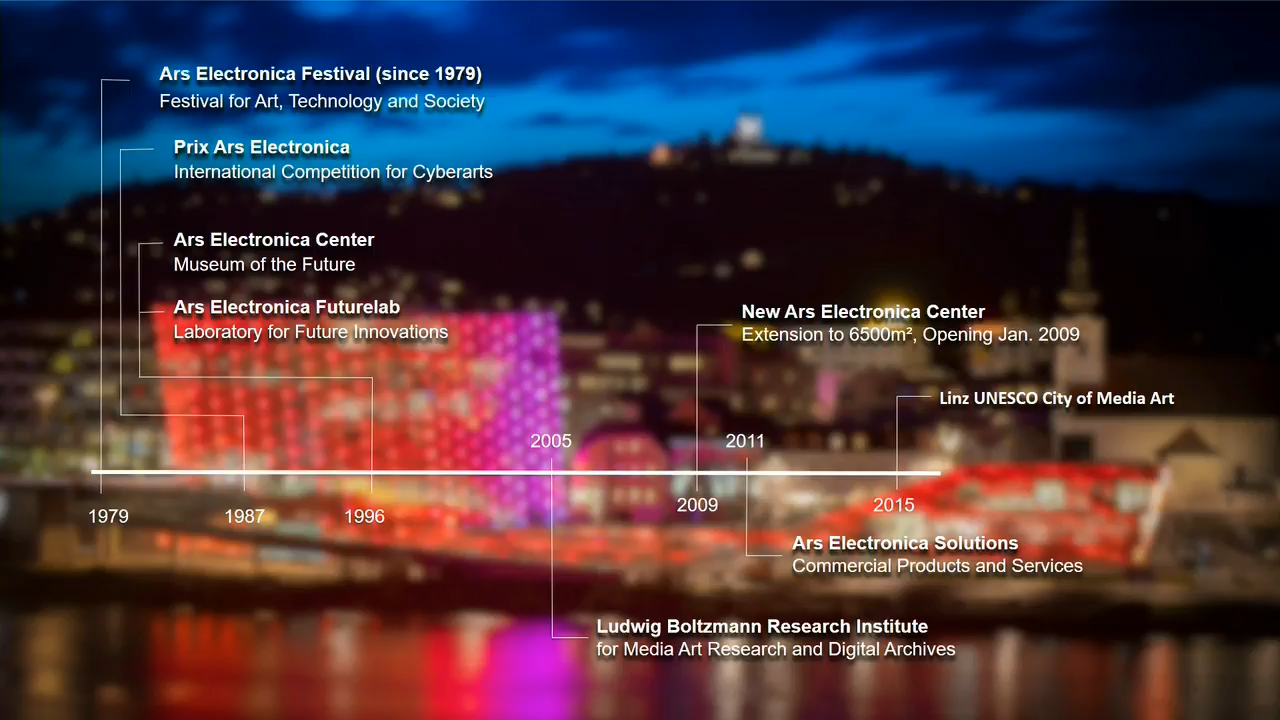 Ars Electronica Festival (since 1979)
Festival for Art, Technology and Society
Prix Ars Electronica
International Competition for Cyberarts
Ars Electronica Center
Museum of the Future
Ars Electronica Futurelab
Laboratory for Future Innovations
New Ars Electronica Center
Extension to 6500m², Opening Jan. 2009
Linz UNESCO City of Media Art
2005
2011
1979
1987
1996
2009
2015
Ars Electronica Solutions
Commercial Products and Services
Ludwig Boltzmann Research Institute
for Media Art Research and Digital Archives